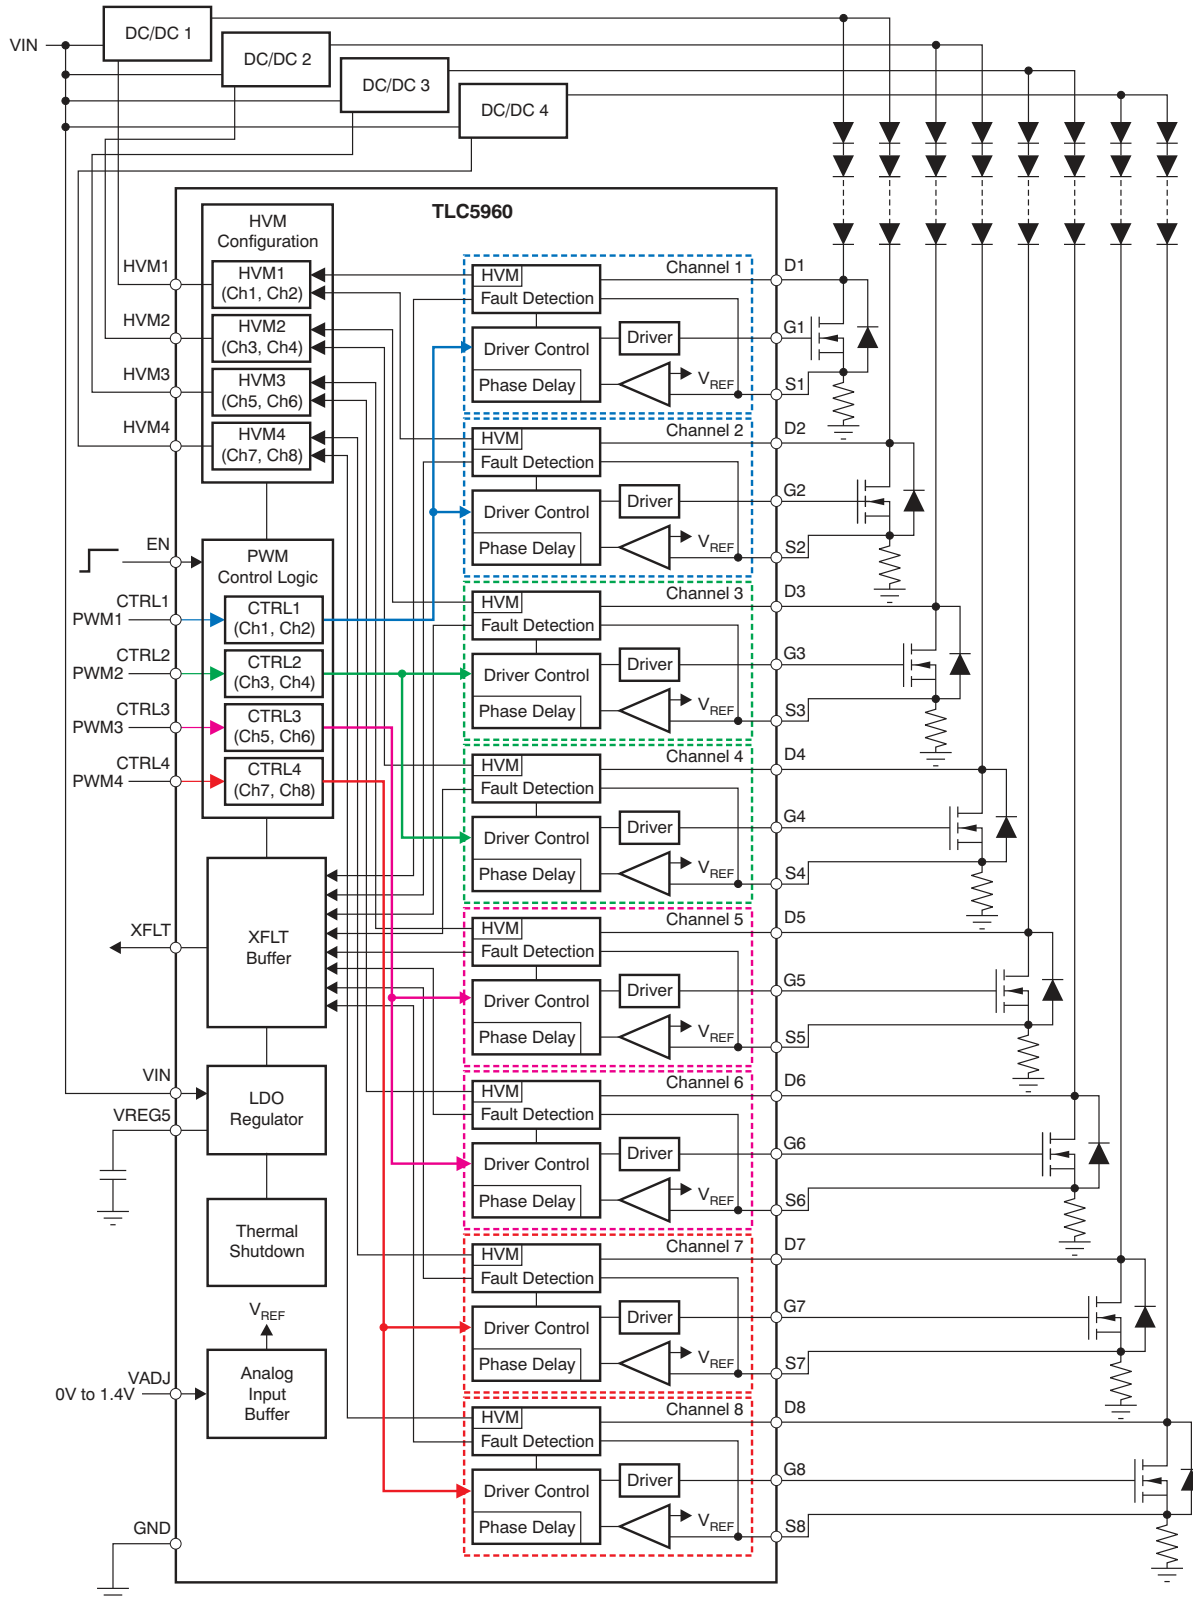 DC/DC 1
VIN
DC/DC 2
DC/DC 3
DC/DC 4
TLC5960
HVM
Configuration
HVM1
HVM1
(Ch1, Ch2)
HVM2
HVM2
(Ch3, Ch4)
HVM3
HVM3
(Ch5, Ch6)
HVM4
HVM4
(Ch7, Ch8)
EN
PWM
Control Logic
CTRL1
PWM1
CTRL1
(Ch1, Ch2)
CTRL2
PWM2
CTRL2
(Ch3, Ch4)
CTRL3
PWM3
CTRL3
(Ch5, Ch6)
CTRL4
PWM4
CTRL4
(Ch7, Ch8)
XFLT
XFLT
Buffer
VIN
VREG5
LDO
Regulator
Thermal
Shutdown
VREF
VADJ
0V to 1.4V
Analog
Input
Buffer
GND
HVM
Channel 1
D1
Fault Detection
Driver Control
Driver
G1
Phase Delay
VREF
S1
HVM
Channel 2
D2
Fault Detection
Driver Control
Driver
G2
Phase Delay
VREF
S2
HVM
Channel 3
D3
Fault Detection
Driver Control
Driver
G3
Phase Delay
VREF
S3
HVM
Channel 4
D4
Fault Detection
Driver Control
Driver
G4
Phase Delay
VREF
S4
HVM
Channel 5
D5
Fault Detection
Driver Control
Driver
G5
Phase Delay
VREF
S5
HVM
Channel 6
D6
Fault Detection
Driver Control
Driver
G6
Phase Delay
VREF
S6
HVM
Channel 7
D7
Fault Detection
Driver Control
Driver
G7
Phase Delay
VREF
S7
HVM
Channel 8
D8
Fault Detection
Driver Control
Driver
G8
Phase Delay
VREF
S8